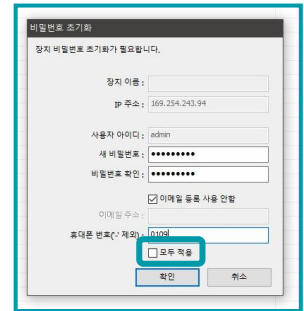 비밀번호 초기화
장치 비밀번호 초기화가 필요합니다.
장치 이름 :
IP 주소 : 169.254.243.94
사용자 아이디 : admin
새 비밀번호 : ●●●●●●●●●
비밀번호 확인 : ●●●●●●●●●
이메일 등록 사용 안함
이메일 주소 :
휴대폰 번호('-' 제외) : 0109
모두 적용
확인 취소